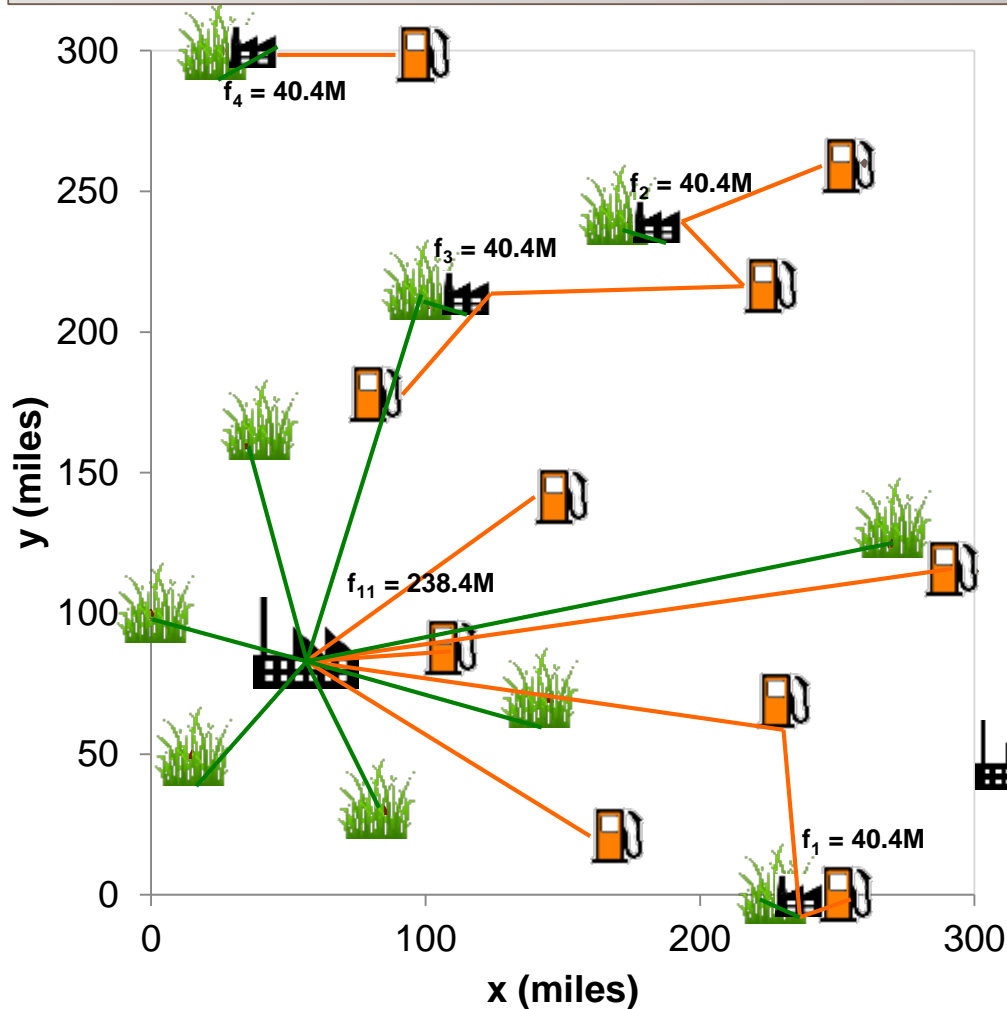 300
f4 = 40.4M
f2 = 40.4M
250
f3 = 40.4M
200
y (miles)
150
f11 = 238.4M
100
50
f1 = 40.4M
0
0 100 200 300
x (miles)